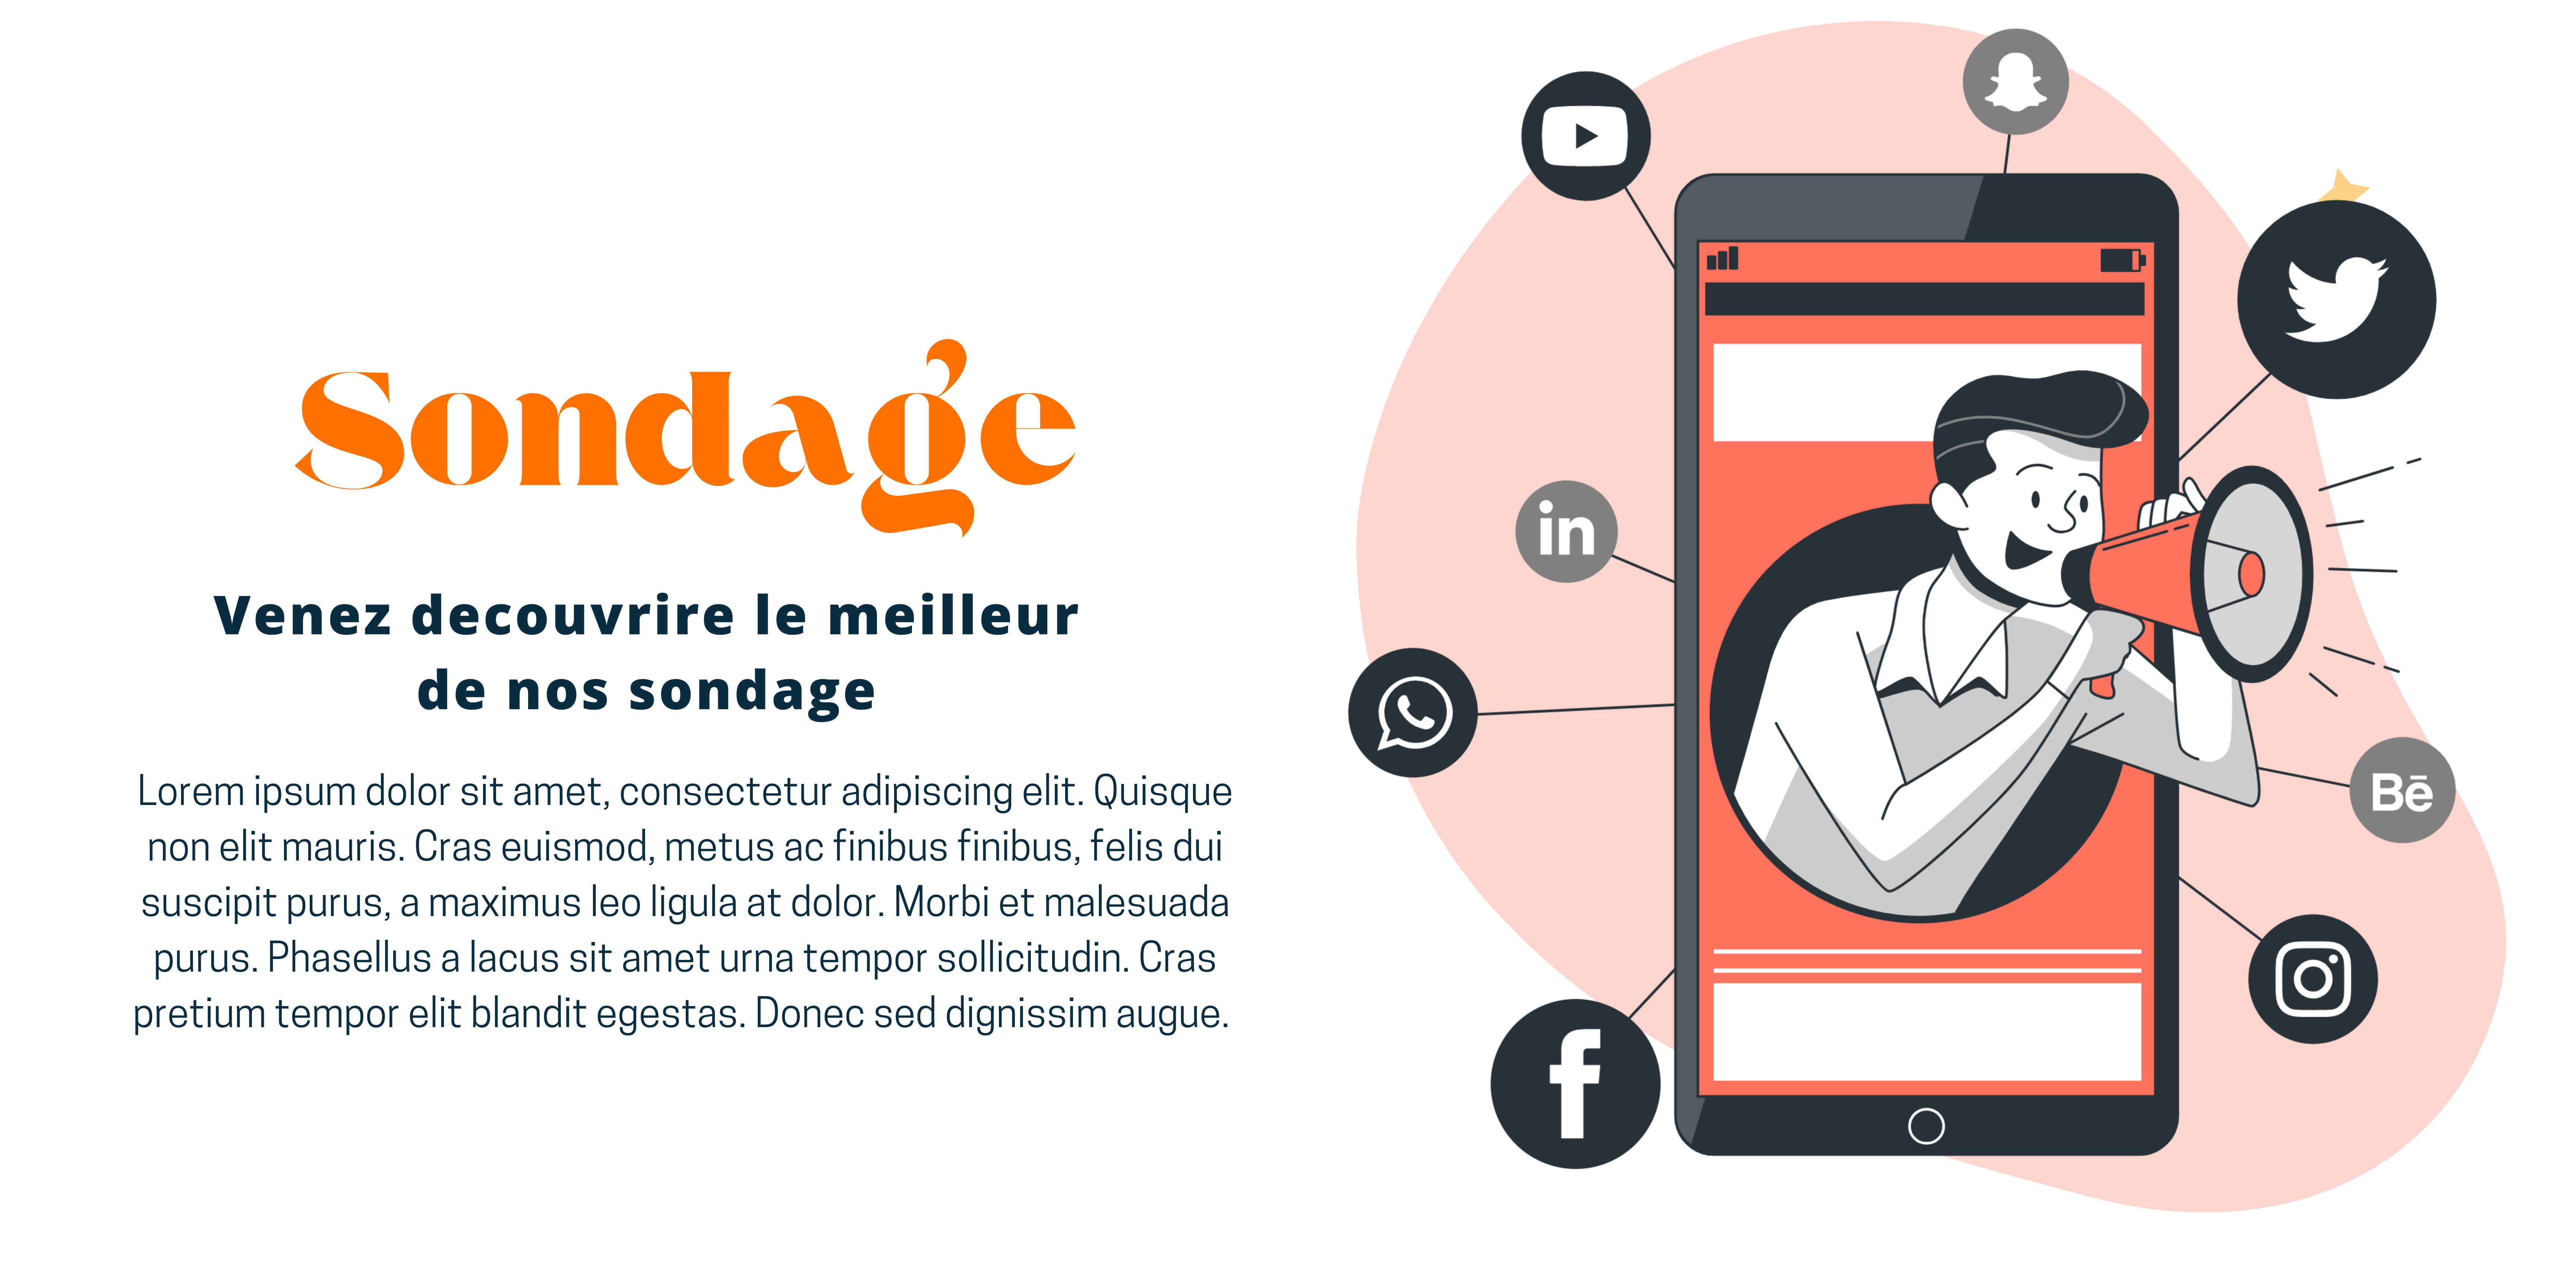 Sondage
Venez decouvrire le meilleur
de nos sondage
Lorem ipsum dolor sit amet, consectetur adipiscing elit. Quisque
non elit mauris. Cras euismod, metus ac finibus finibus, felis dui
suscipit purus, a maximus leo ligula at dolor. Morbi et malesuada
purus. Phasellus a lacus sit amet urna tempor sollicitudin. Cras
pretium tempor elit blandit egestas. Donec sed dignissim augue.
in
Bē
f